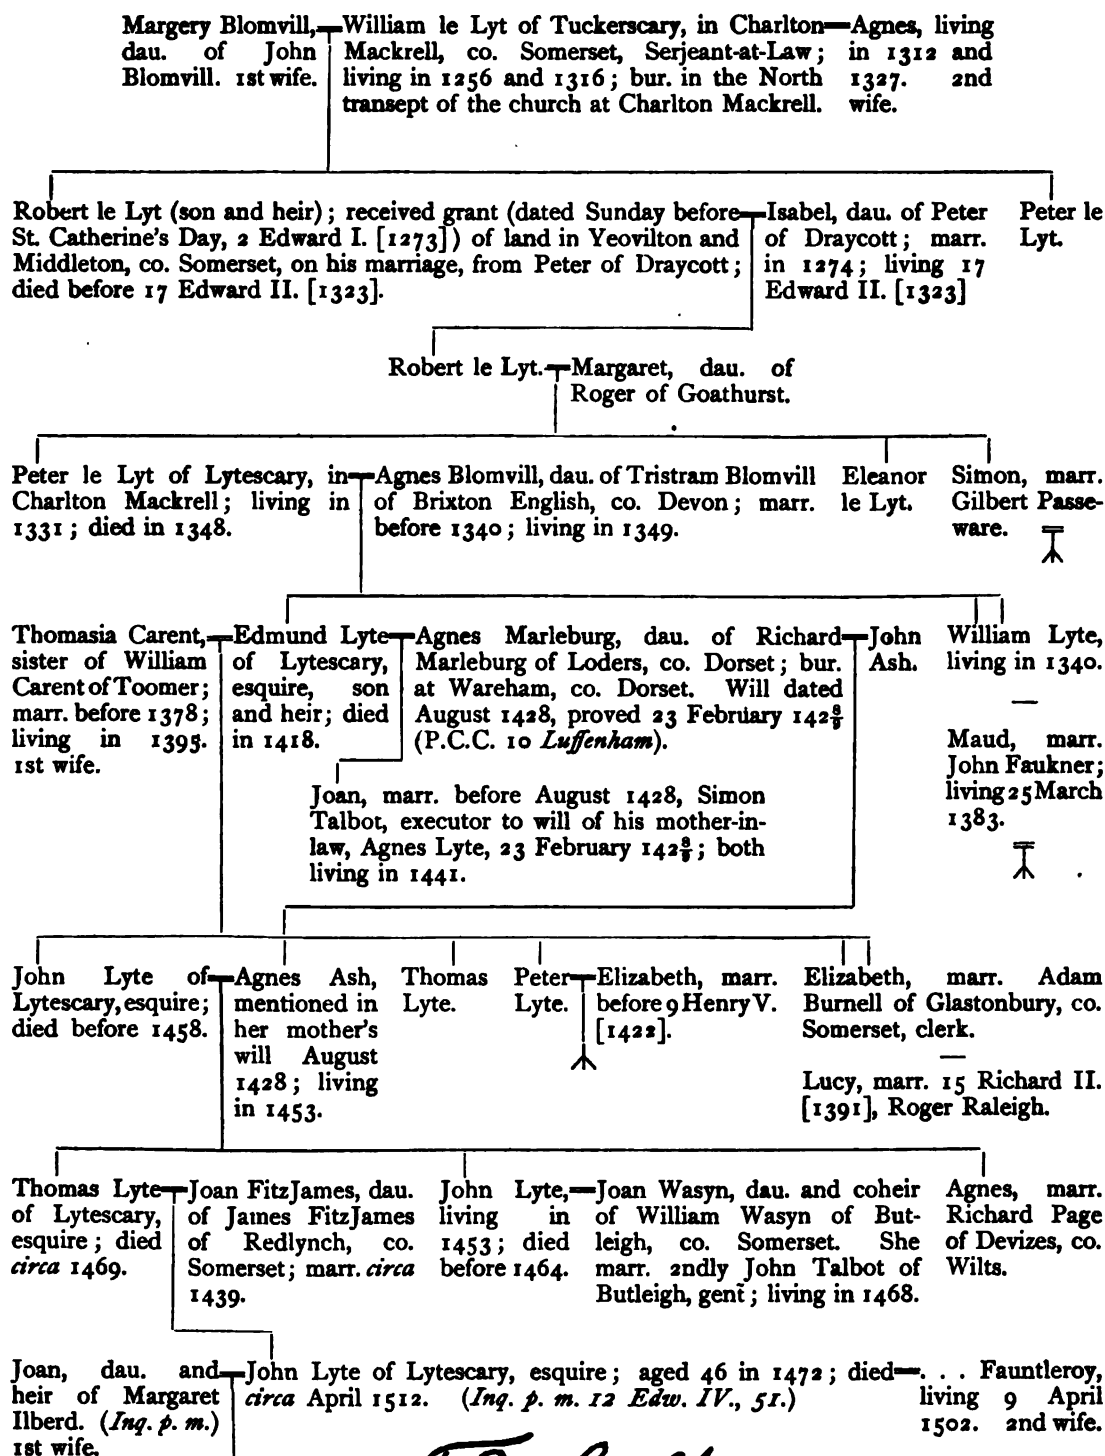 Margery Blomvill,
dau. of John
Blomvill. 1st wife.
William le Lyt of Tuckerscary, in Charlton
Mackrell, co. Somerset, Serjeant-at-Law;
living in 1256 and 1316; bur. in the North
transept of the church at Charlton Mackrell.
Agnes, living
in 1312 and
1327. 2nd
wife.
Robert le Lyt (son and heir); received grant (dated Sunday before
St. Catherine's Day, 2 Edward I. [1273]) of land in Yeovilton and
Middleton, co. Somerset, on his marriage, from Peter of Draycott;
died before 17 Edward II. [1323].
Isabel, dau. of Peter
of Draycott; marr.
in 1274; living 17
Edward II. [1323]
Peter le
Lyt.
Robert le Lyt.
Margaret, dau. of
Roger of Goathurst.
Peter le Lyt of Lytescary, in
Charlton Mackrell; living in
1331; died in 1348.
Agnes Blomvill, dau. of Tristram Blomvill
of Brixton English, co. Devon; marr.
before 1340; living in 1349.
Eleanor
le Lyt.
Simon, marr.
Gilbert Passe-
ware.
Thomasia Carent,
sister of William
Carent of Toomer;
marr. before 1378;
living in 1395.
1st wife.
Edmund Lyte
of Lytescary,
esquire, son
and heir; died
in 1418.
Agnes Marleburg, dau. of Richard
Marleburg of Loders, co. Dorset; bur.
at Wareham, co. Dorset. Will dated
August 1428, proved 23 February 142 8/9
(P.C.C. 10 Luffenham).
John
Ash.
William Lyte,
living in 1340.
—
Maud, marr.
John Faukner;
living 25 March
1383.
Joan, marr. before August 1428, Simon
Talbot, executor to will of his mother-in-
law, Agnes Lyte, 23 February 142 8/9; both
living in 1441.
John Lyte of
Lytescary, esquire;
died before 1458.
Agnes Ash,
mentioned in
her mother's
will August
1428; living
in 1453.
Thomas
Lyte.
Peter
Lyte.
Elizabeth, marr.
before 9 Henry V.
[1422].
Elizabeth, marr. Adam
Burnell of Glastonbury, co.
Somerset, clerk.
—
Lucy, marr. 15 Richard II.
[1391], Roger Raleigh.
Thomas Lyte
of Lytescary,
esquire; died
circa 1469.
Joan FitzJames, dau.
of James FitzJames
of Redlynch, co.
Somerset; marr. circa
1439.
John Lyte,
living in
1453; died
before 1464.
Joan Wasyn, dau. and coheir
of William Wasyn of But-
leigh, co. Somerset. She
marr. 2ndly John Talbot of
Butleigh, gent̃; living in 1468.
Agnes, marr.
Richard Page
of Devizes, co.
Wilts.
Joan, dau. and
heir of Margaret
Ilberd. (Inq. p. m.)
1st wife.
John Lyte of Lytescary, esquire; aged 46 in 1472; died
circa April 1512. (Inq. p. m. 12 Edw. IV., 51.)
. . . Fauntleroy,
living 9 April
1502. 2nd wife.